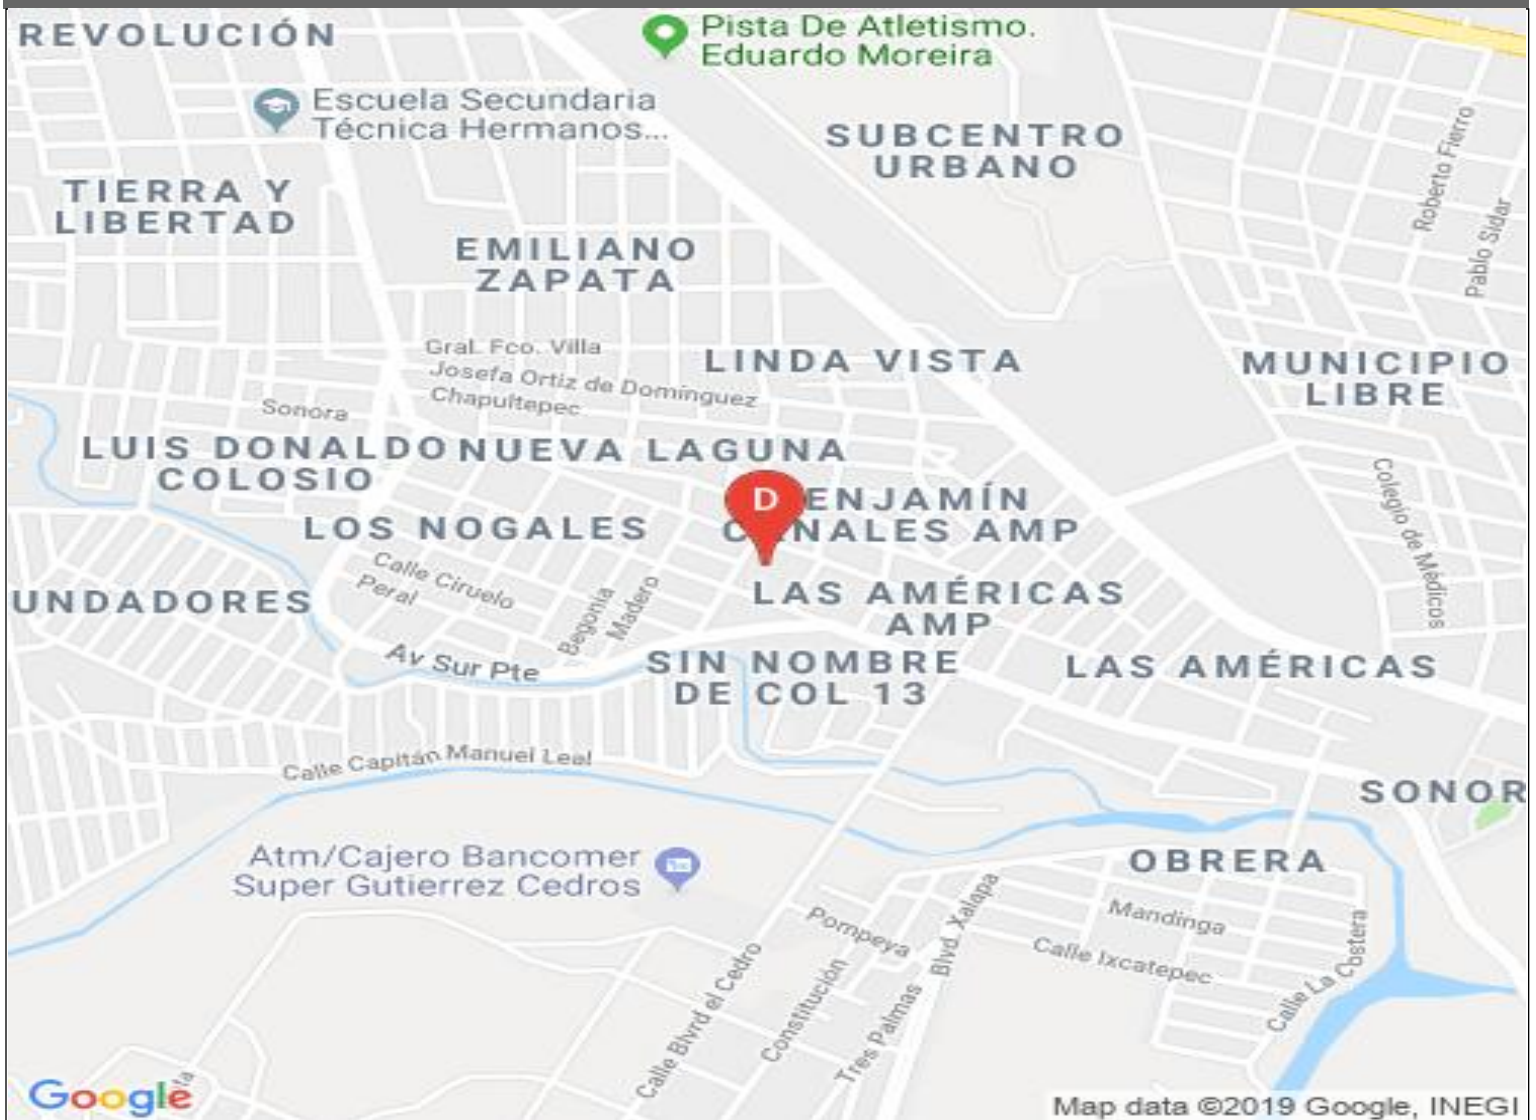 REVOLUCIÓN
Pista De Atletismo.
Eduardo Moreira
Escuela Secundaria
Técnica Hermanos...
SUBCENTRO
URBANO
Roberto Fierro
Pablo Sidar
TIERRA Y
LIBERTAD
EMILIANO
ZAPATA
Gral. Fco. Villa
Josefa Ortiz de Domínguez
Chapultepec
LINDA VISTA
MUNICIPIO
LIBRE
Sonora
LUIS DONALDO
COLOSIO
NUEVA LAGUNA
D
ENJAMÍN
NALES AMP
LOS NOGALES
Colegio de Médicos
Calle Ciruelo
Peral
Begonia
Madero
UNDADORES
LAS AMÉRICAS
AMP
Av Sur Pte
SIN NOMBRE
DE COL 13
LAS AMÉRICAS
Calle Capitán Manuel Leal
SONOR
Atm/Cajero Bancomer
Super Gutierrez Cedros
OBRERA
Pompeya
Blvd. Xalapa
Mandinga
Calle Ixcatepec
Calle La Costera
Calle Blvrd el Cedro
Constitución
Tres Palmas
Google
Map data ©2019 Google, INEGI